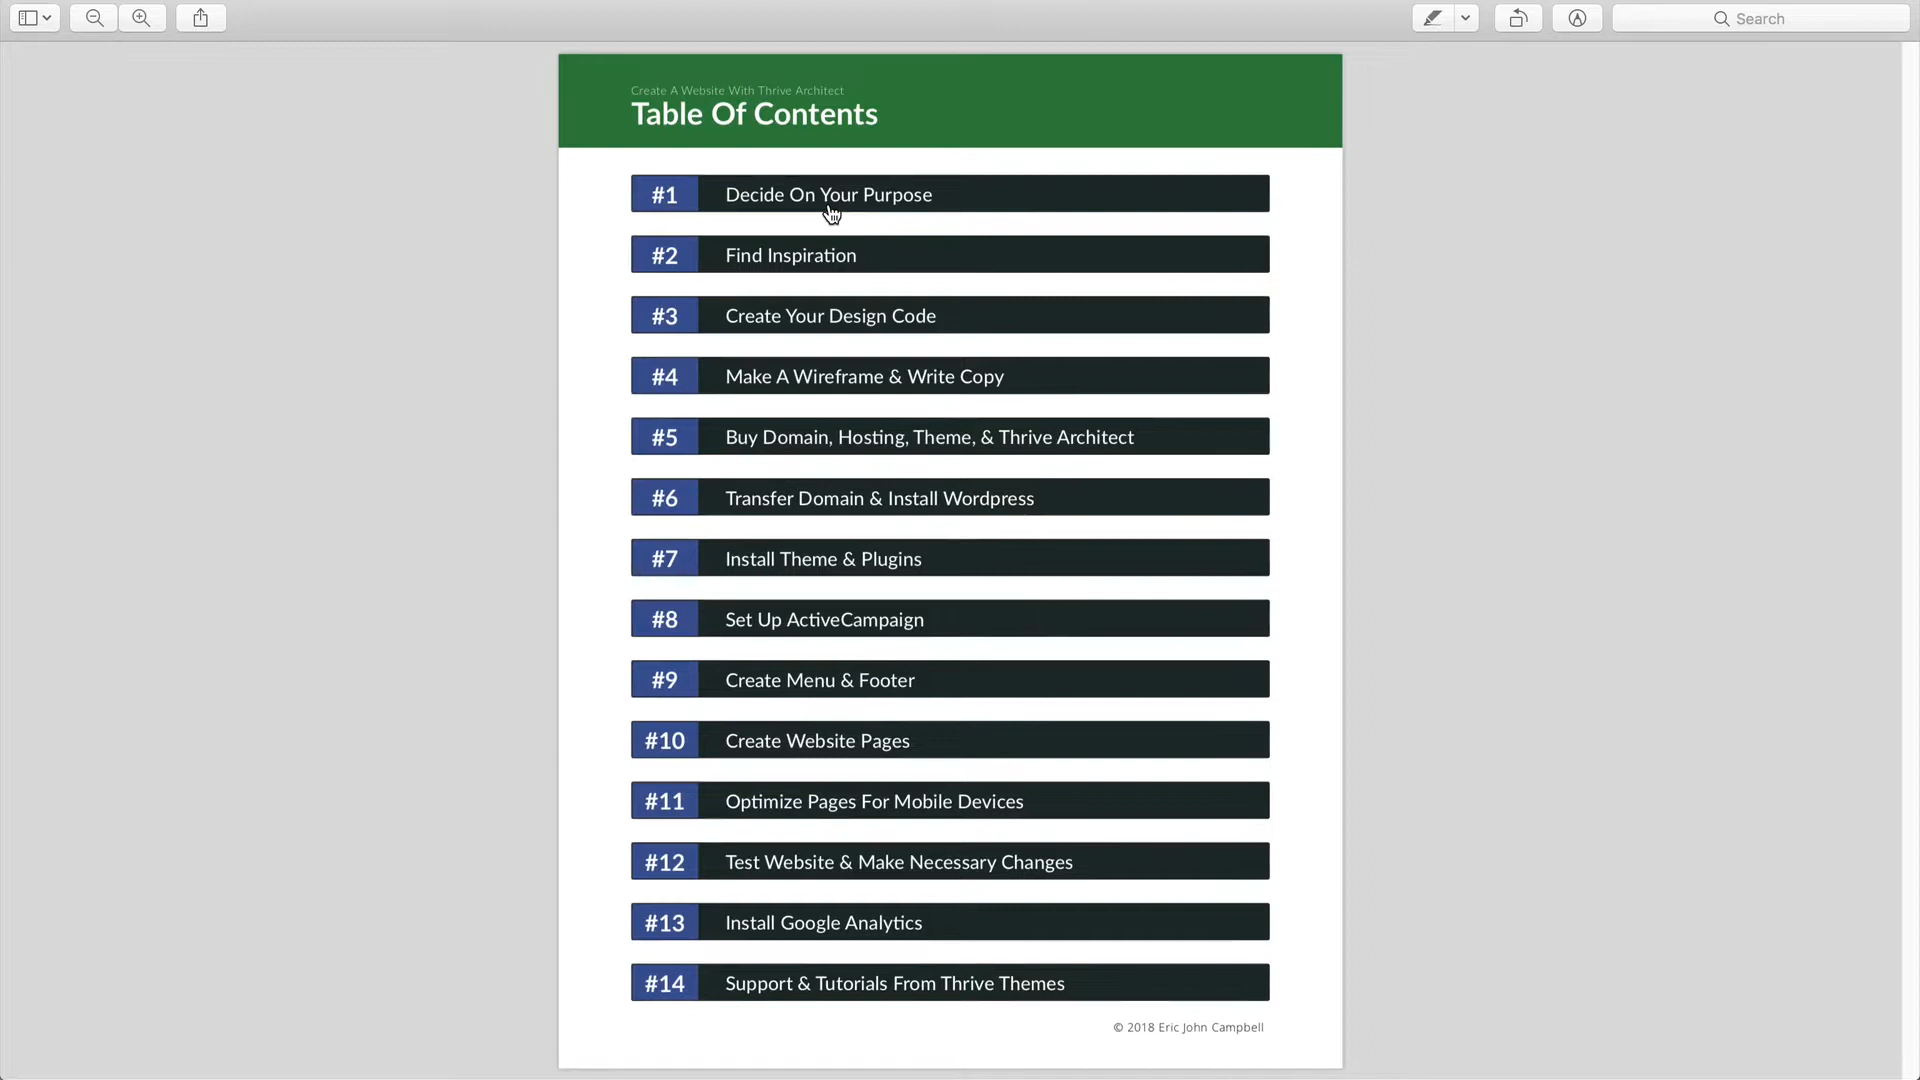 Search
Create A Website With Thrive Architect
Table Of Contents
#1 Decide On Your Purpose
#2 Find Inspiration
#3 Create Your Design Code
#4 Make A Wireframe & Write Copy
#5 Buy Domain, Hosting, Theme, & Thrive Architect
#6 Transfer Domain & Install Wordpress
#7 Install Theme & Plugins
#8 Set Up ActiveCampaign
#9 Create Menu & Footer
#10 Create Website Pages
#11 Optimize Pages For Mobile Devices
#12 Test Website & Make Necessary Changes
#13 Install Google Analytics
#14 Support & Tutorials From Thrive Themes
© 2018 Eric John Campbell